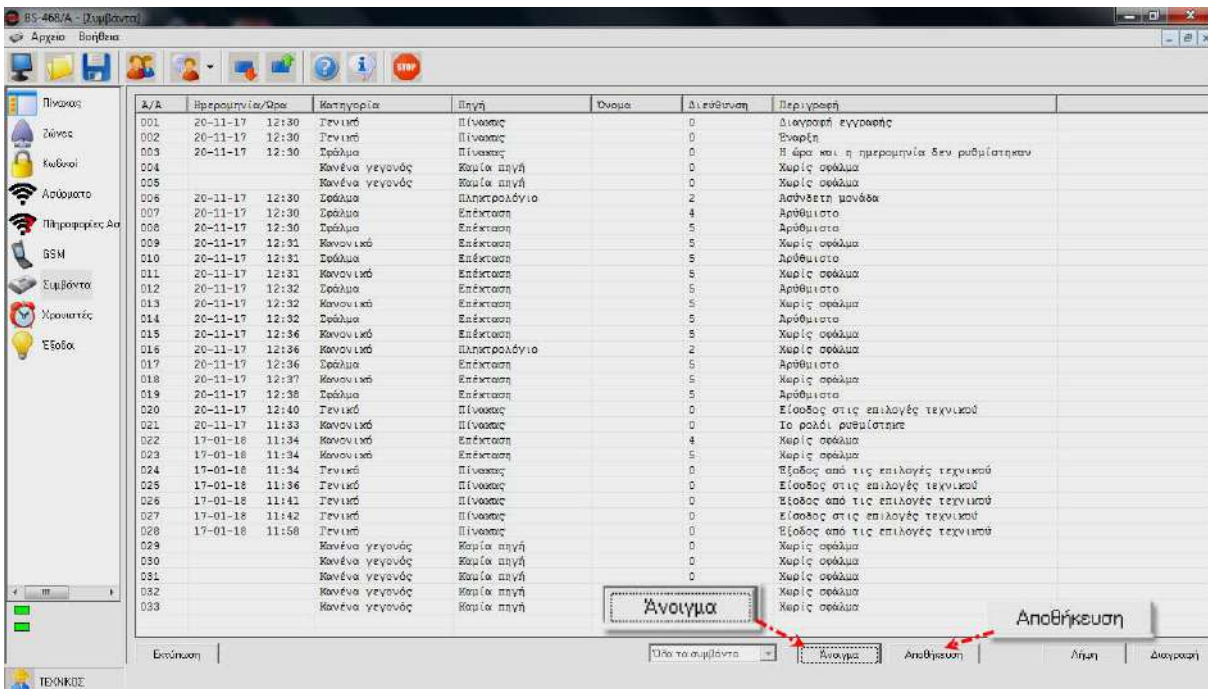 BS-468/A - [Συμβάντα]
Αρχείο Βοήθεια
STOP
Πίνακας
Ζώνες
Κωδικοί
Ασύρματο
Πληροφορίες Ασ
GSM
Συμβάντα
Χρονιστές
Έξοδοι
Α/Α Ημερομηνία/Ώρα Κατηγορία Πηγή Όνομα Διεύθυνση Περιγραφή
001 20-11-17 12:30 Γενικό Πίνακας 0 Διαγραφή εγγραφής
002 20-11-17 12:30 Γενικό Πίνακας 0 Έναρξη
003 20-11-17 12:30 Σφάλμα Πίνακας 0 Η ώρα και η ημερομηνία δεν ρυθμίστηκαν
004 Κανένα γεγονός Καμία πηγή 0 Χωρίς σφάλμα
005 Κανένα γεγονός Καμία πηγή 0 Χωρίς σφάλμα
006 20-11-17 12:30 Σφάλμα Πληκτρολόγιο 2 Ασύνδετη μονάδα
007 20-11-17 12:30 Σφάλμα Επέκταση 4 Αρύθμιστο
008 20-11-17 12:30 Σφάλμα Επέκταση 5 Αρύθμιστο
009 20-11-17 12:31 Κανονικό Επέκταση 5 Χωρίς σφάλμα
010 20-11-17 12:31 Σφάλμα Επέκταση 5 Αρύθμιστο
011 20-11-17 12:31 Κανονικό Επέκταση 5 Χωρίς σφάλμα
012 20-11-17 12:32 Σφάλμα Επέκταση 5 Αρύθμιστο
013 20-11-17 12:32 Κανονικό Επέκταση 5 Χωρίς σφάλμα
014 20-11-17 12:32 Σφάλμα Επέκταση 5 Αρύθμιστο
015 20-11-17 12:36 Κανονικό Επέκταση 5 Χωρίς σφάλμα
016 20-11-17 12:36 Κανονικό Πληκτρολόγιο 2 Χωρίς σφάλμα
017 20-11-17 12:36 Σφάλμα Επέκταση 5 Αρύθμιστο
018 20-11-17 12:37 Κανονικό Επέκταση 5 Χωρίς σφάλμα
019 20-11-17 12:38 Σφάλμα Επέκταση 5 Αρύθμιστο
020 20-11-17 12:40 Γενικό Πίνακας 0 Είσοδος στις επιλογές τεχνικού
021 20-11-17 11:33 Κανονικό Πίνακας 0 Το ρολόι ρυθμίστηκε
022 17-01-18 11:34 Κανονικό Επέκταση 4 Χωρίς σφάλμα
023 17-01-18 11:34 Κανονικό Επέκταση 5 Χωρίς σφάλμα
024 17-01-18 11:34 Γενικό Πίνακας 0 Έξοδος από τις επιλογές τεχνικού
025 17-01-18 11:36 Γενικό Πίνακας 0 Είσοδος στις επιλογές τεχνικού
026 17-01-18 11:41 Γενικό Πίνακας 0 Έξοδος από τις επιλογές τεχνικού
027 17-01-18 11:42 Γενικό Πίνακας 0 Είσοδος στις επιλογές τεχνικού
028 17-01-18 11:58 Γενικό Πίνακας 0 Έξοδος από τις επιλογές τεχνικού
029 Κανένα γεγονός Καμία πηγή 0 Χωρίς σφάλμα
030 Κανένα γεγονός Καμία πηγή 0 Χωρίς σφάλμα
031 Κανένα γεγονός Καμία πηγή 0 Χωρίς σφάλμα
032 Κανένα γεγονός Καμία πηγή Χωρίς σφάλμα
033 Κανένα γεγονός Καμία πηγή Χωρίς σφάλμα
Άνοιγμα Αποθήκευση
Εκτύπωση Όλα τα συμβάντα Άνοιγμα Αποθήκευση Λήψη Διαγραφή
ΤΕΧΝΙΚΟΣ